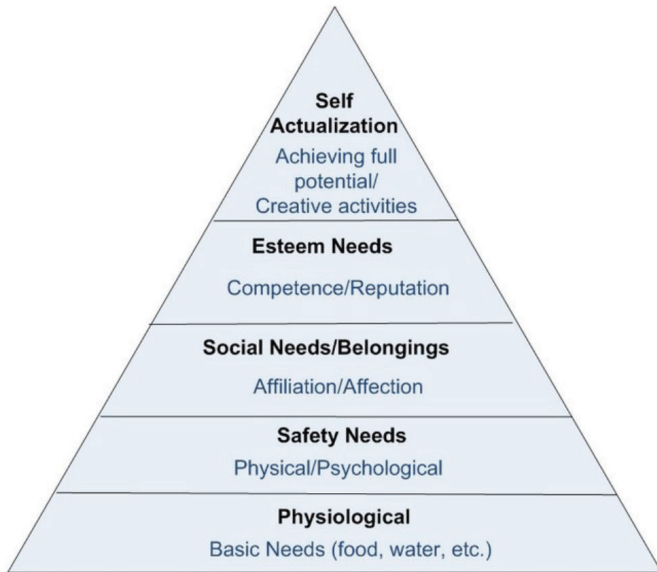 Self
Actualization
Achieving full
potential/
Creative activities
Esteem Needs
Competence/Reputation
Social Needs/Belongings
Affiliation/Affection
Safety Needs
Physical/Psychological
Physiological
Basic Needs (food, water, etc.)